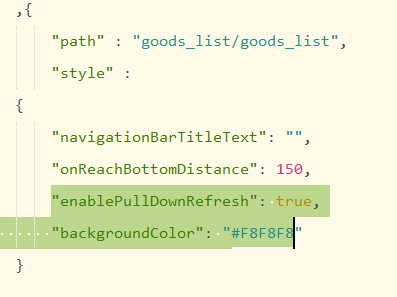 ,{
"path" : "goods_list/goods_list",
"style" :
{
"navigationBarTitleText": "",
"onReachBottomDistance": 150,
"enablePullDownRefresh": true,
"backgroundColor": "#F8F8F8"
}